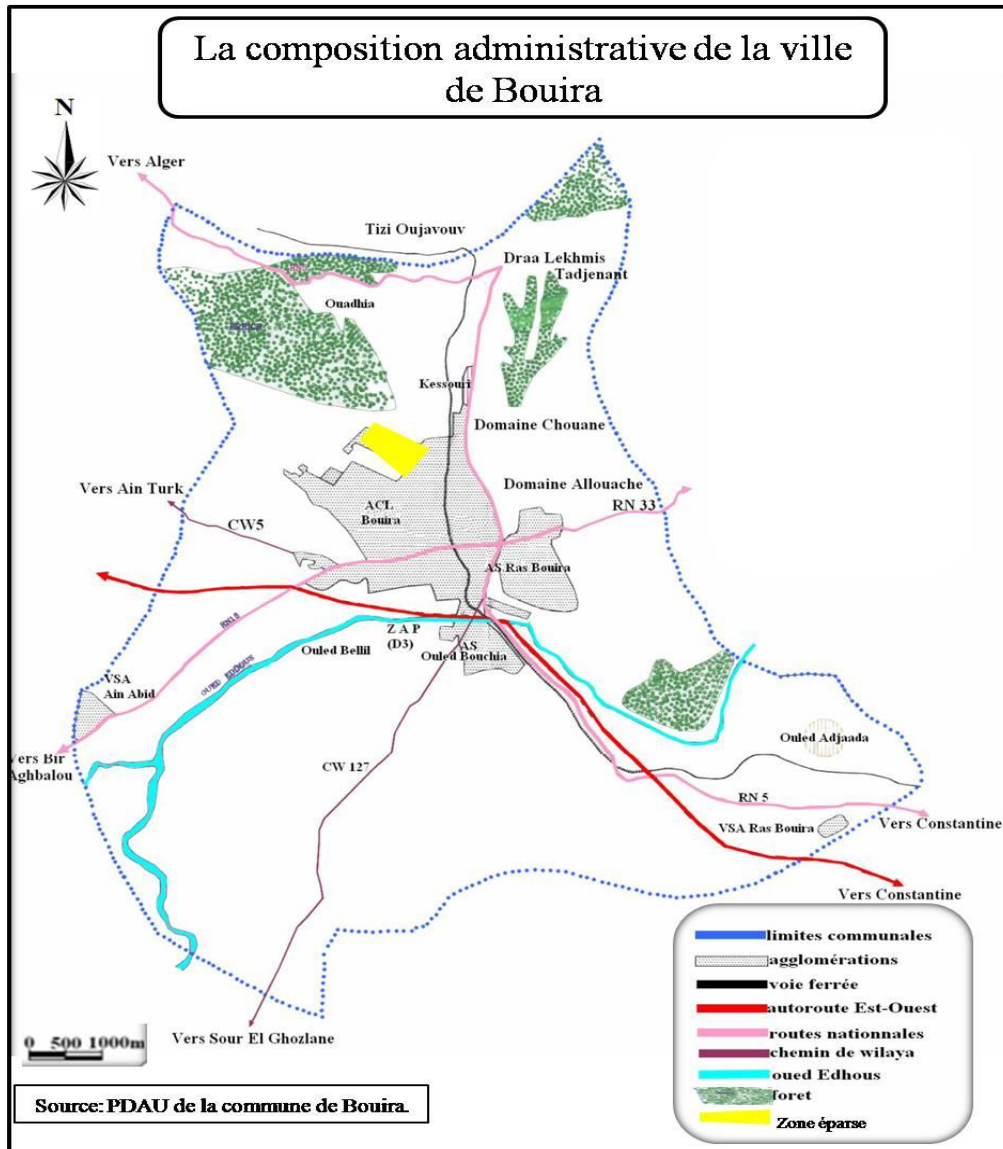 La composition administrative de la ville
de Bouira
N
Vers Alger
Tizi Oujavouv
Draa Lekhmis
Tadjenant
Ouadhia
Kessouri
Domaine Chouane
Vers Ain Turk
Domaine Allouache
RN 33
CW5
ACL
Bouira
AS Ras Bouira
RN18
Z A P
(D3)
AS
Ouled Bouchia
Ouled Bellil
OUED EDOUUS
VSA
Ain Abid
Vers Bir
Aghbalou
Ouled Adjaada
CW 127
RN 5
VSA Ras Bouira
Vers Constantine
Vers Constantine
limites communales
agglomérations
voie ferrée
autoroute Est-Ouest
routes nationnales
chemin de wilaya
oued Edhous
foret
Zone éparse
Vers Sour El Ghozlane
0 500 1000m
Source: PDAU de la commune de Bouira.